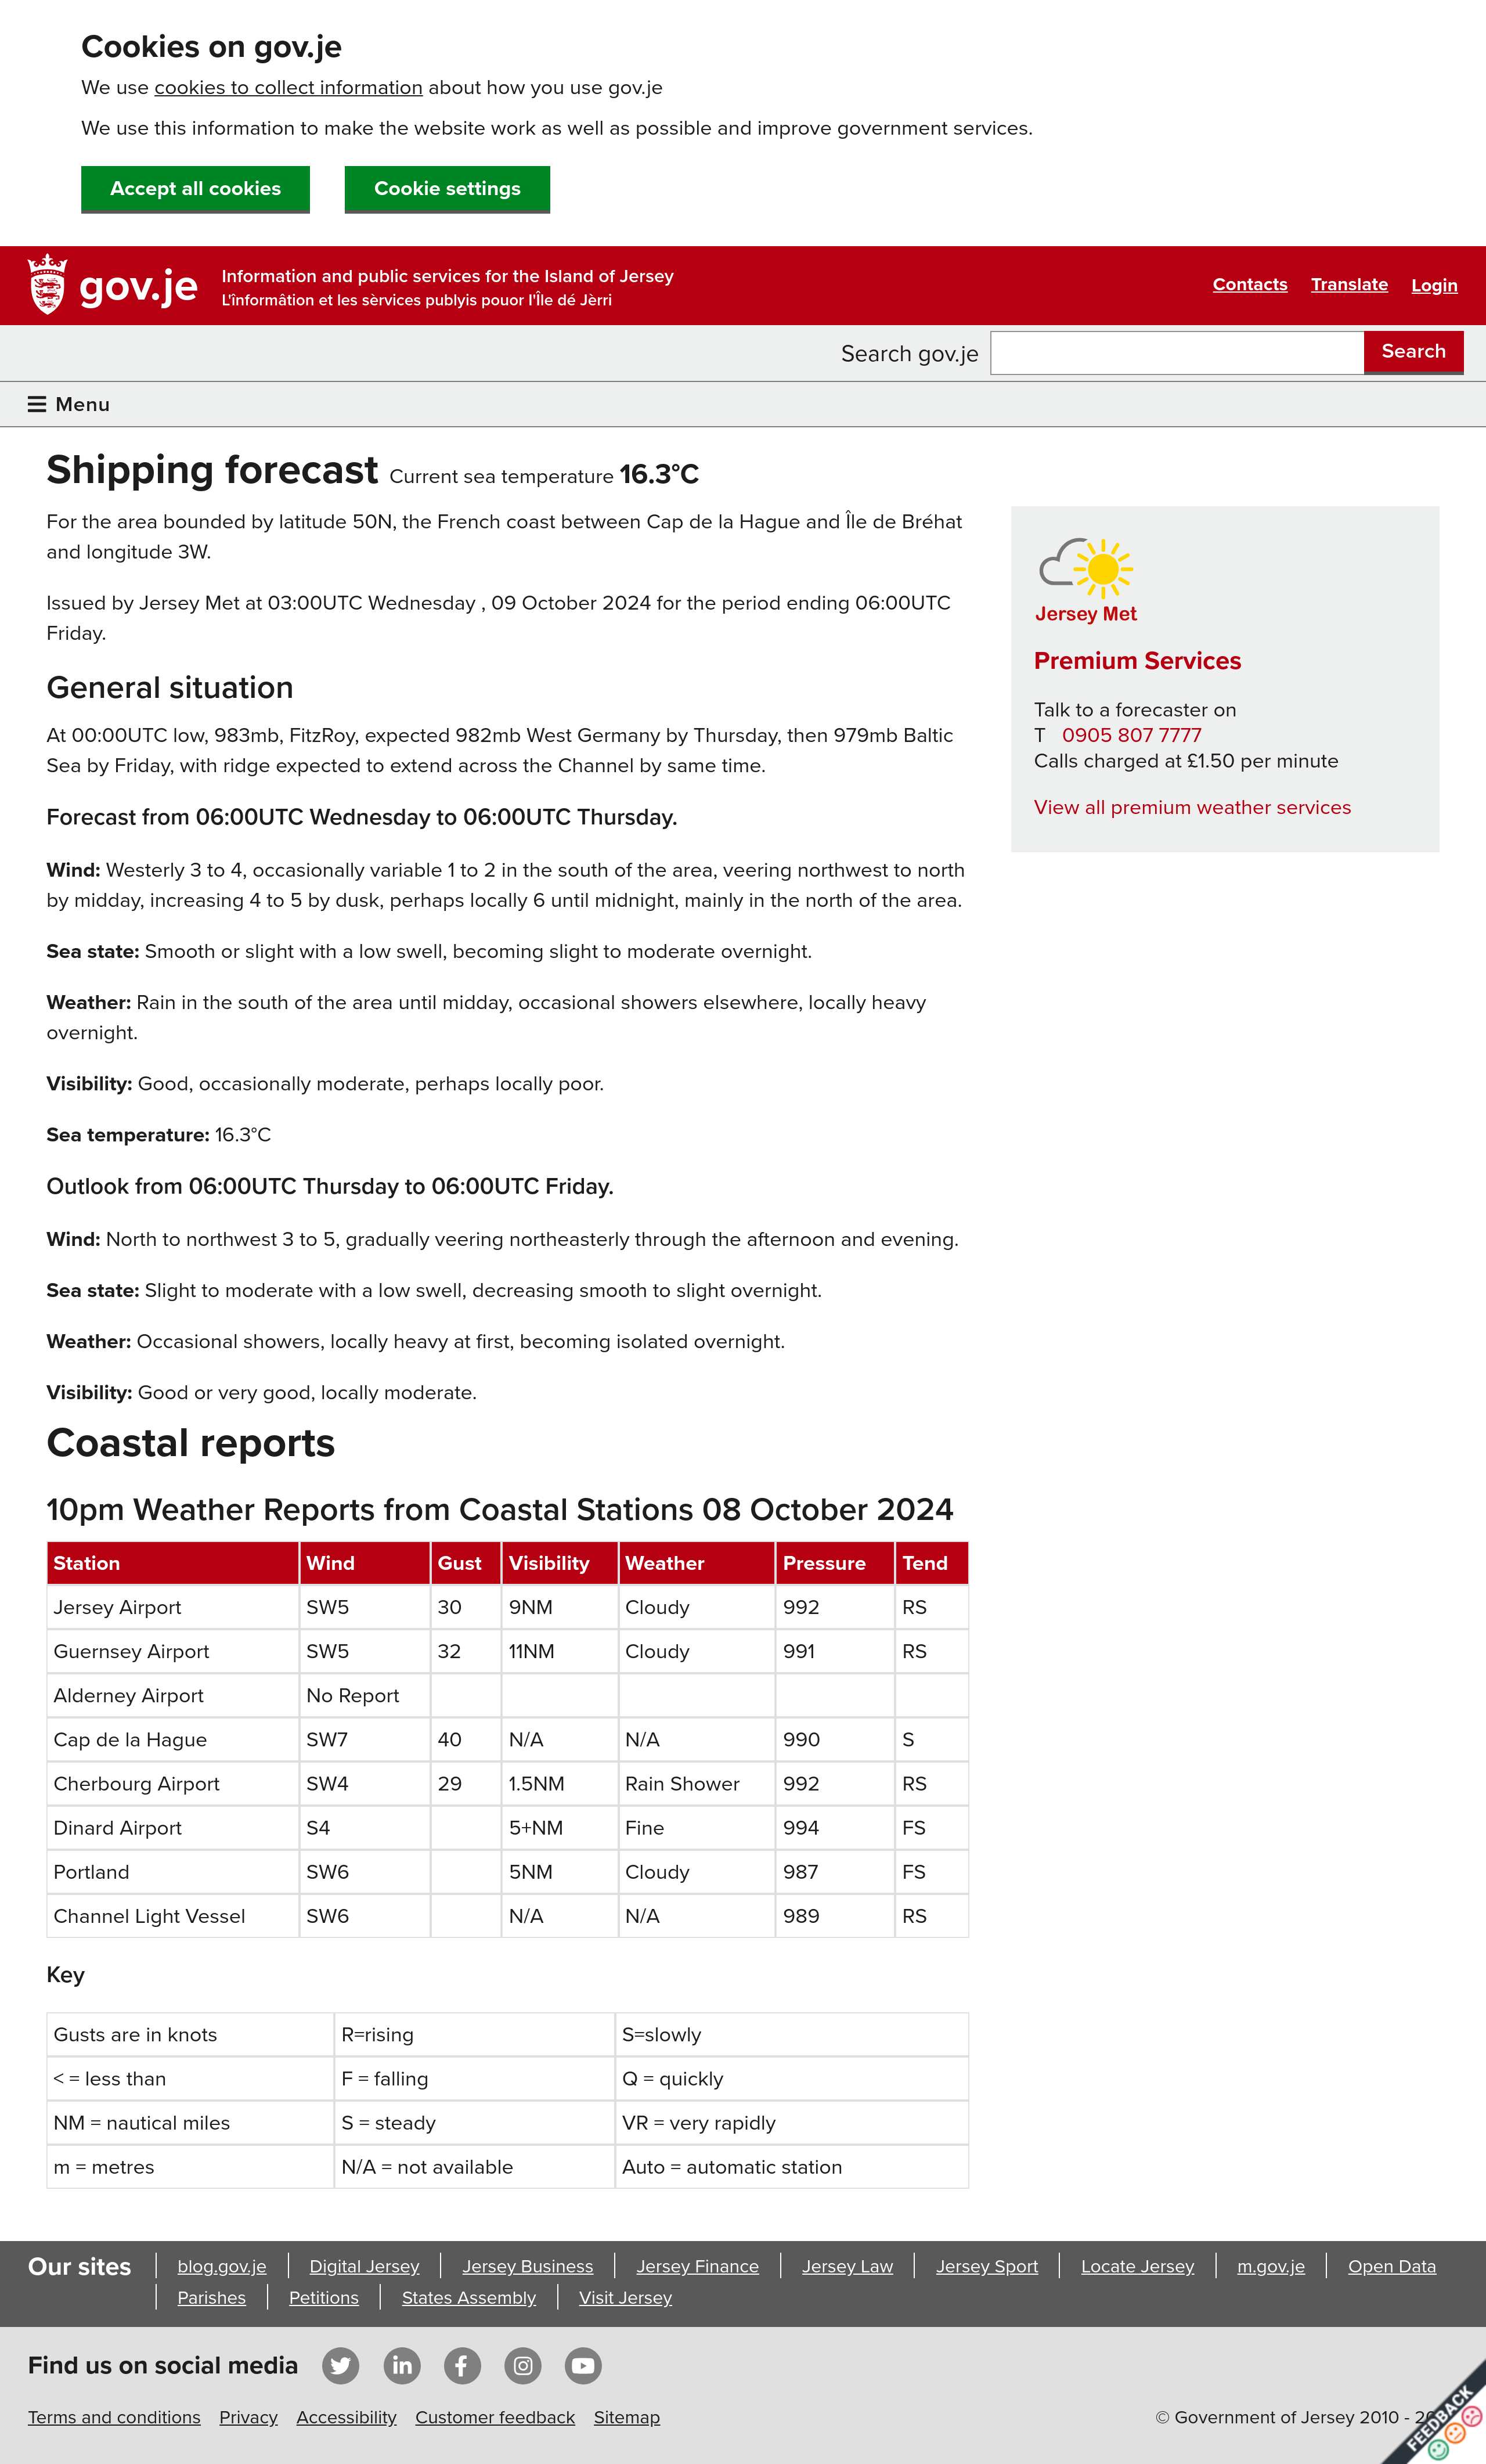 Cookies on gov.je
We use cookies to collect information about how you use gov.je
We use this information to make the website work as well as possible and improve government services.
Accept all cookies
Cookie settings
gov.je
Information and public services for the Island of Jersey
L'înformâtion et les sèrvices publyis pouor I'Île dé Jèrri
Contacts
Translate
Login
Search gov.je
Search
Menu
Shipping forecast Current sea temperature 16.3°C
For the area bounded by latitude 50N, the French coast between Cap de la Hague and Île de Bréhat
and longitude 3W.
Issued by Jersey Met at 03:00UTC Wednesday , 09 October 2024 for the period ending 06:00UTC
Friday.
General situation
At 00:00UTC low, 983mb, FitzRoy, expected 982mb West Germany by Thursday, then 979mb Baltic
Sea by Friday, with ridge expected to extend across the Channel by same time.
Forecast from 06:00UTC Wednesday to 06:00UTC Thursday.
Wind: Westerly 3 to 4, occasionally variable 1 to 2 in the south of the area, veering northwest to north
by midday, increasing 4 to 5 by dusk, perhaps locally 6 until midnight, mainly in the north of the area.
Sea state: Smooth or slight with a low swell, becoming slight to moderate overnight.
Weather: Rain in the south of the area until midday, occasional showers elsewhere, locally heavy
overnight.
Visibility: Good, occasionally moderate, perhaps locally poor.
Sea temperature: 16.3°C
Outlook from 06:00UTC Thursday to 06:00UTC Friday.
Wind: North to northwest 3 to 5, gradually veering northeasterly through the afternoon and evening.
Sea state: Slight to moderate with a low swell, decreasing smooth to slight overnight.
Weather: Occasional showers, locally heavy at first, becoming isolated overnight.
Visibility: Good or very good, locally moderate.
Jersey Met
Premium Services
Talk to a forecaster on
T 0905 807 7777
Calls charged at £1.50 per minute
View all premium weather services
Coastal reports
10pm Weather Reports from Coastal Stations 08 October 2024
Station Wind Gust Visibility Weather Pressure Tend
Jersey Airport SW5 30 9NM Cloudy 992 RS
Guernsey Airport SW5 32 11NM Cloudy 991 RS
Alderney Airport No Report
Cap de la Hague SW7 40 N/A N/A 990 S
Cherbourg Airport SW4 29 1.5NM Rain Shower 992 RS
Dinard Airport S4 5+NM Fine 994 FS
Portland SW6 5NM Cloudy 987 FS
Channel Light Vessel SW6 N/A N/A 989 RS
Key
Gusts are in knots R=rising S=slowly
< = less than F = falling Q = quickly
NM = nautical miles S = steady VR = very rapidly
m = metres N/A = not available Auto = automatic station
Our sites blog.gov.je Digital Jersey Jersey Business Jersey Finance Jersey Law Jersey Sport Locate Jersey m.gov.je Open Data
Parishes Petitions States Assembly Visit Jersey
Find us on social media
Terms and conditions Privacy Accessibility Customer feedback Sitemap
© Government of Jersey 2010 -
FEEDBACK